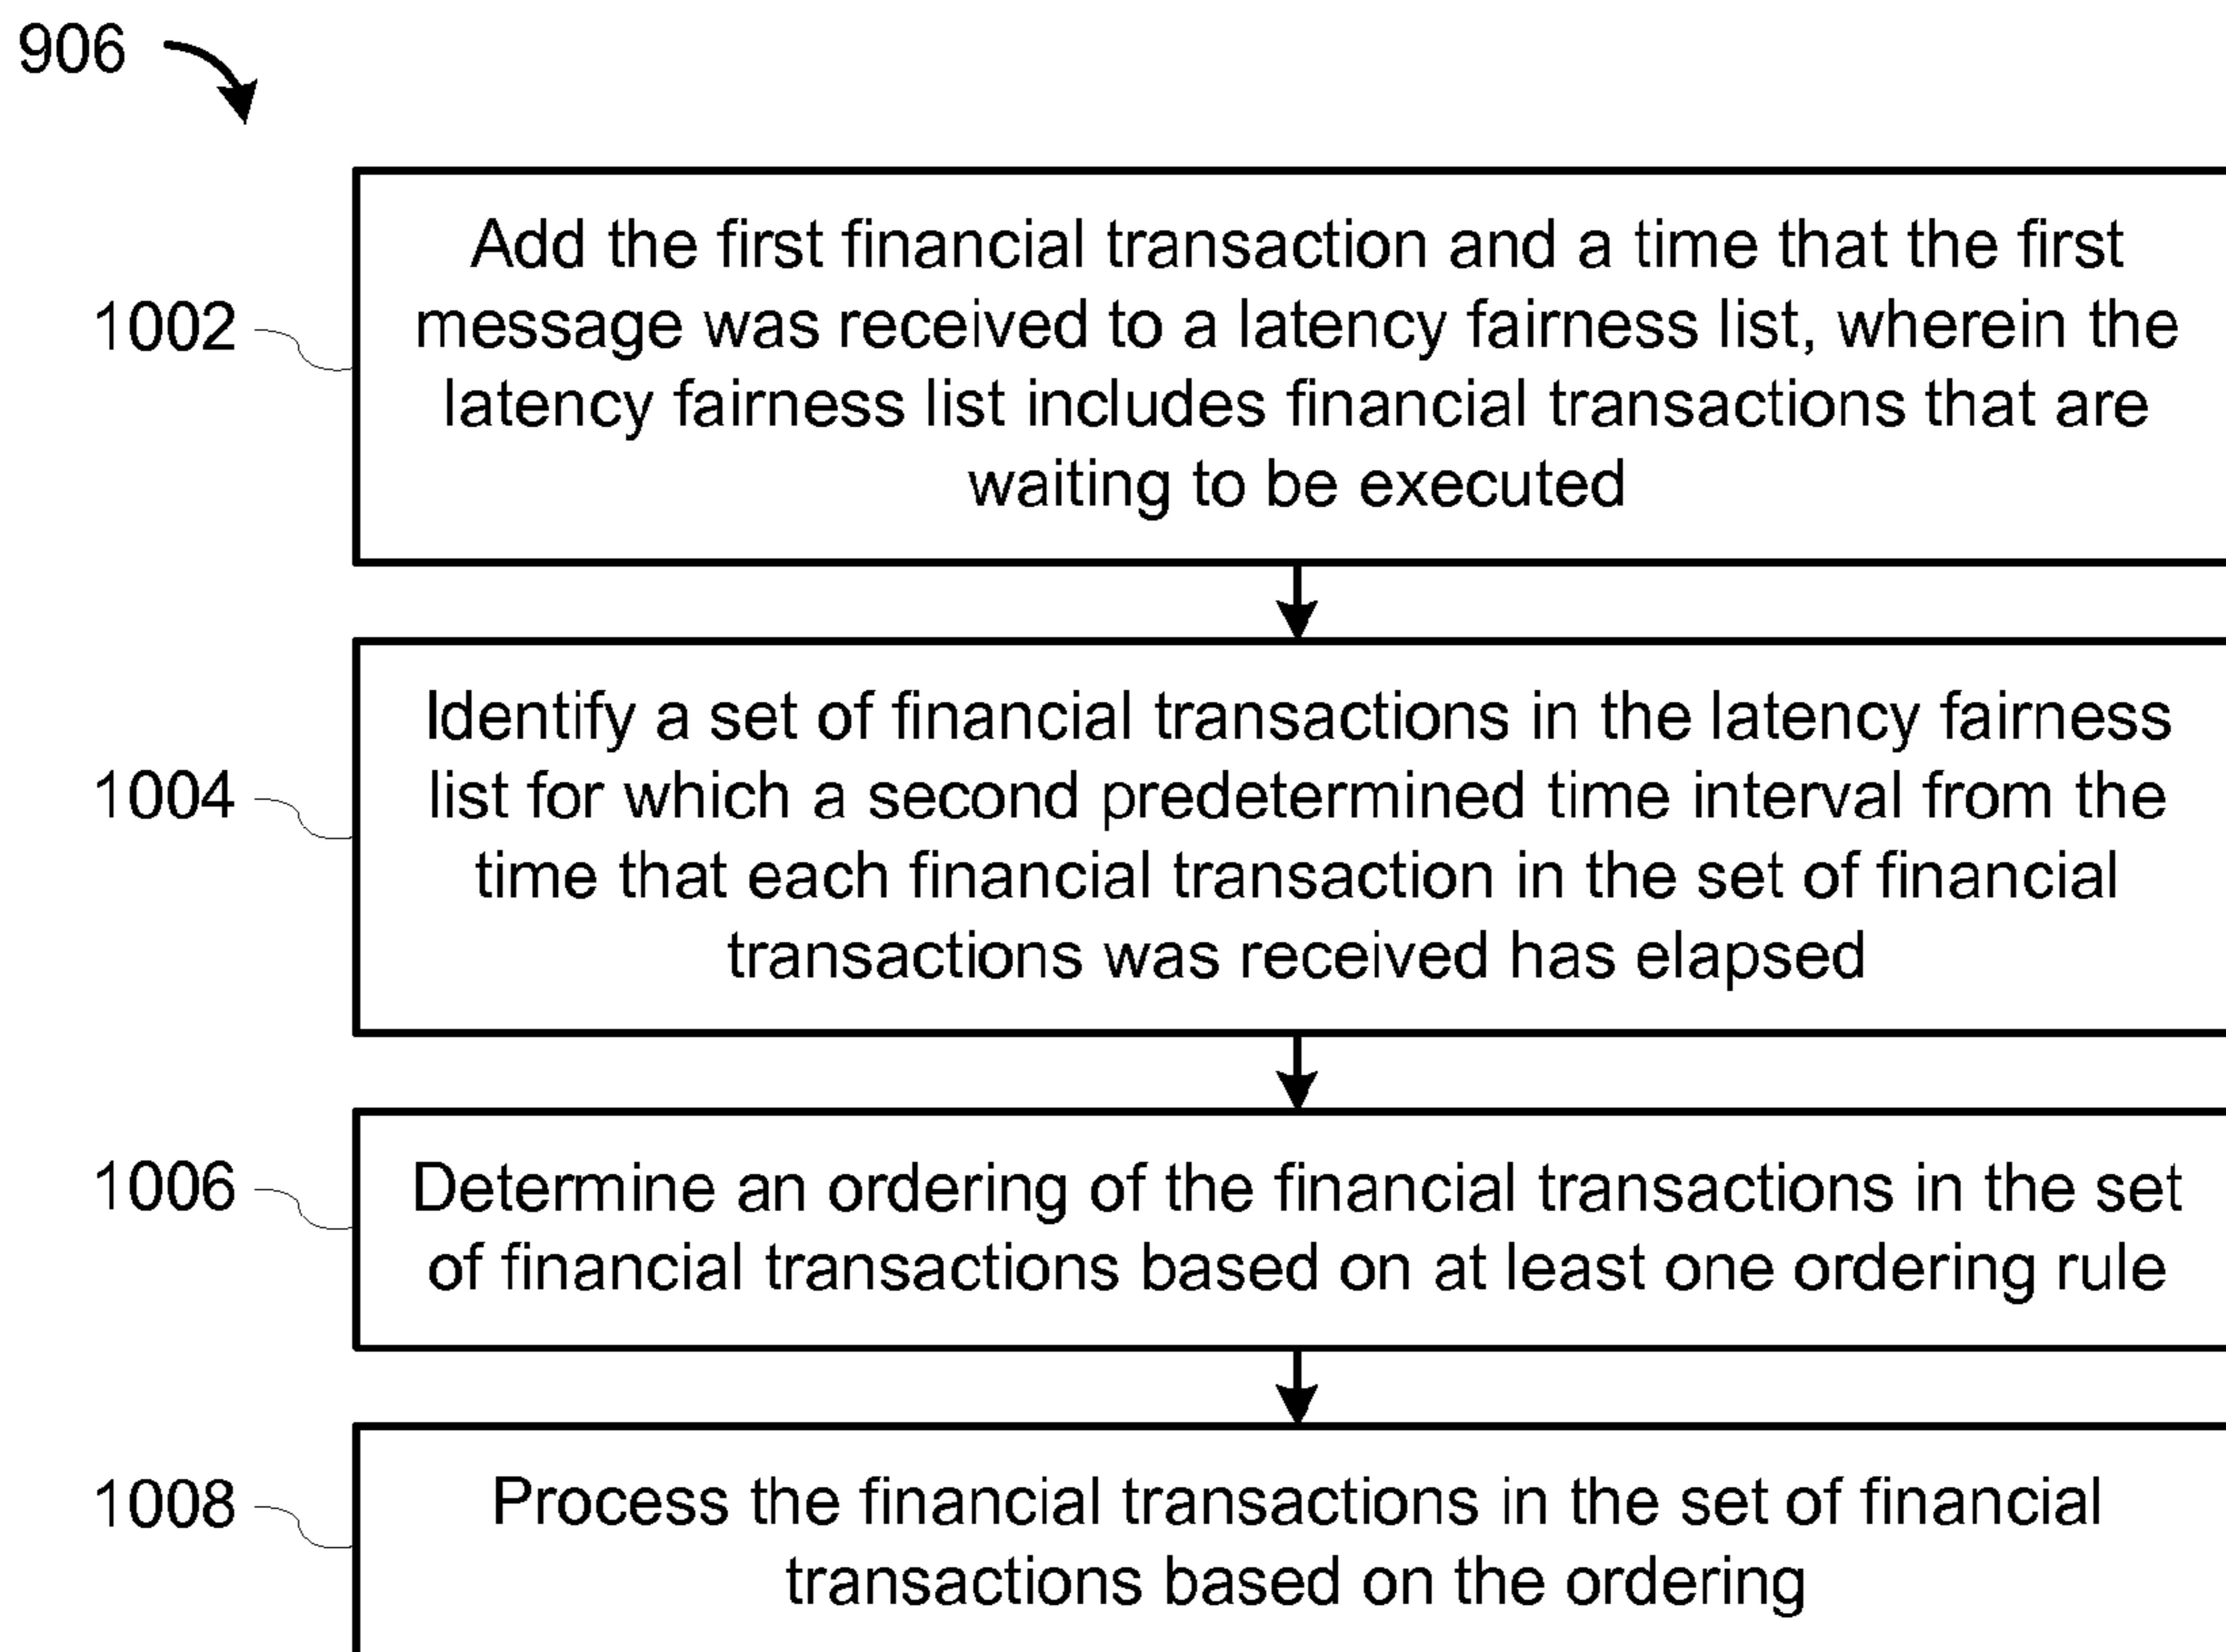 906
1002
Add the first financial transaction and a time that the first
message was received to a latency fairness list, wherein the
latency fairness list includes financial transactions that are
waiting to be executed
1004
Identify a set of financial transactions in the latency fairness
list for which a second predetermined time interval from the
time that each financial transaction in the set of financial
transactions was received has elapsed
1006
Determine an ordering of the financial transactions in the set
of financial transactions based on at least one ordering rule
1008
Process the financial transactions in the set of financial
transactions based on the ordering